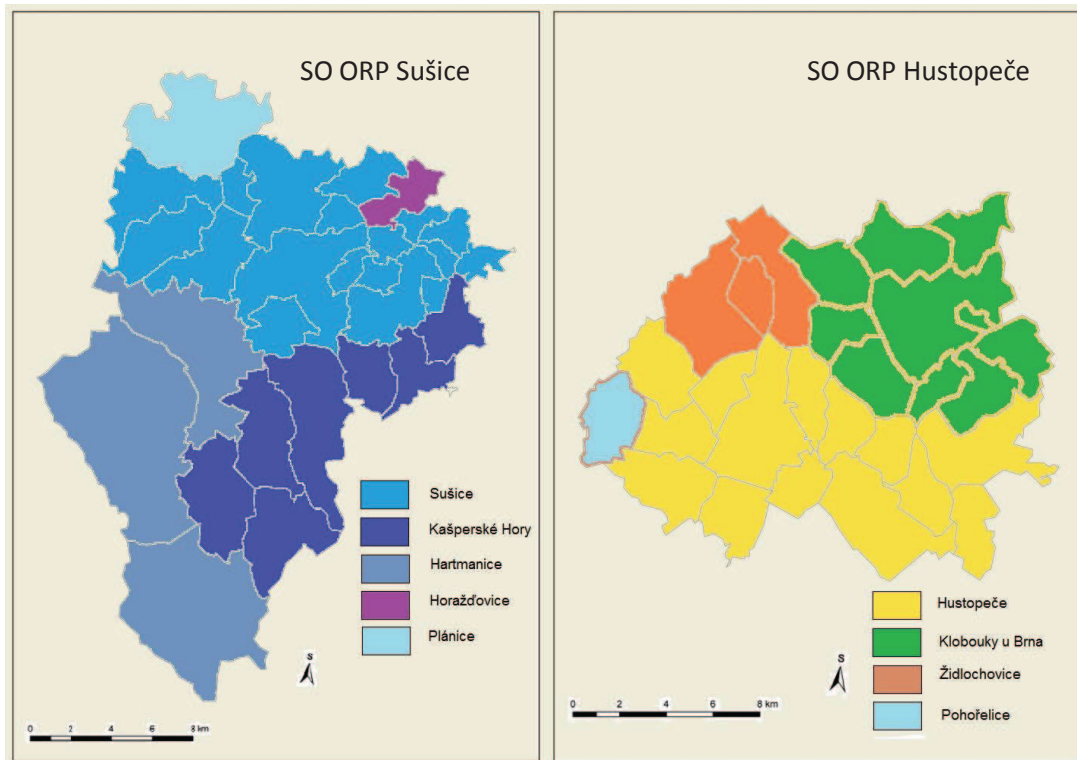 SO ORP Sušice
Sušice
Kašperské Hory
Hartmanice
Horažďovice
Plánice
S
0 2 4 6 8 km
SO ORP Hustopeče
Hustopeče
Klobouky u Brna
Židlochovice
Pohořelice
S
0 2 4 6 8 km